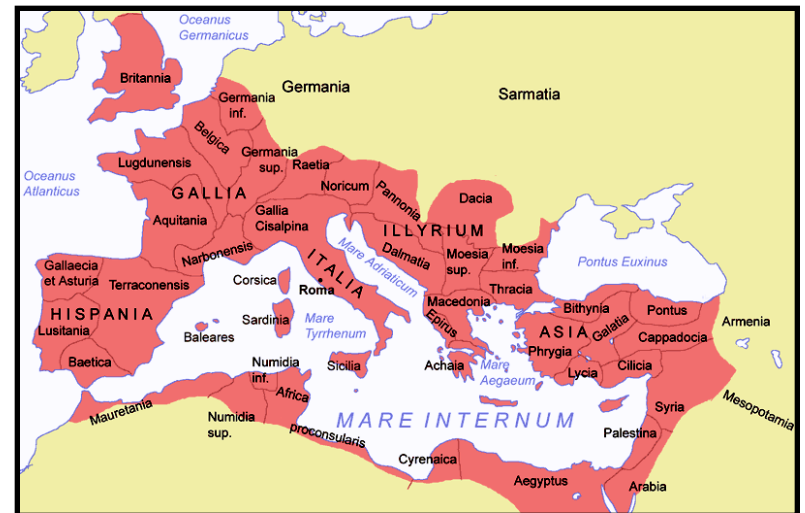 Oceanus
Germanicus
Britannia
Germania
Sarmatia
Germania
inf.
Belgica
Oceanus
Atlanticus
Lugdunensis
Germania
sup.
Raetia
Noricum
Pannonia
Dacia
GALLIA
Aquitania
Gallia
Cisalpina
ILLYRIUM
Dalmatia
Moesia
sup.
Moesia
inf.
Pontus Euxinus
Narbonensis
Mare Adriaticum
ITALIA
Roma
Corsica
Gallaecia
et Asturia
Terraconensis
HISPANIA
Lusitania
Baetica
Baleares
Sardinia
Mare
Tyrrhenum
Thracia
Macedonia
Epirus
Bithynia
Galatia
Pontus
Armenia
ASIA
Phrygia
Cappadocia
Lycia
Cilicia
Achaia
Mare
Aegaeum
Sicilia
Numidia
inf.
Africa
Mauretania
Numidia
sup.
proconsularis
MARE INTERNUM
Syria
Mesopotamia
Palestina
Cyrenaica
Aegyptus
Arabia